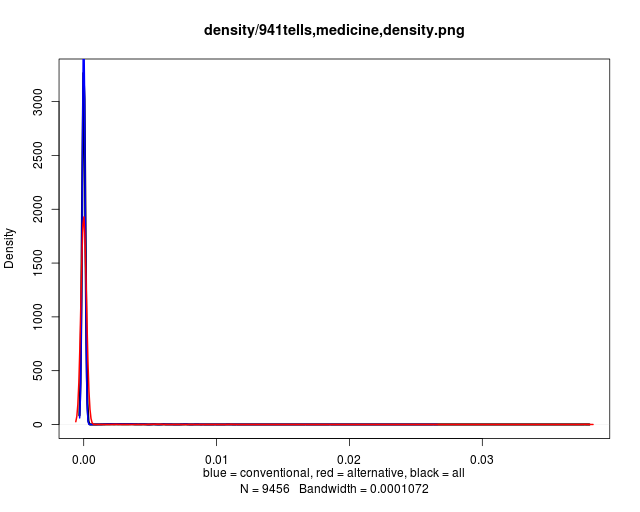 density/941tells,medicine,density.png
Density
3000
2500
2000
1500
1000
500
0
0.00 0.01 0.02 0.03
blue = conventional, red = alternative, black = all
N = 9456 Bandwidth = 0.0001072